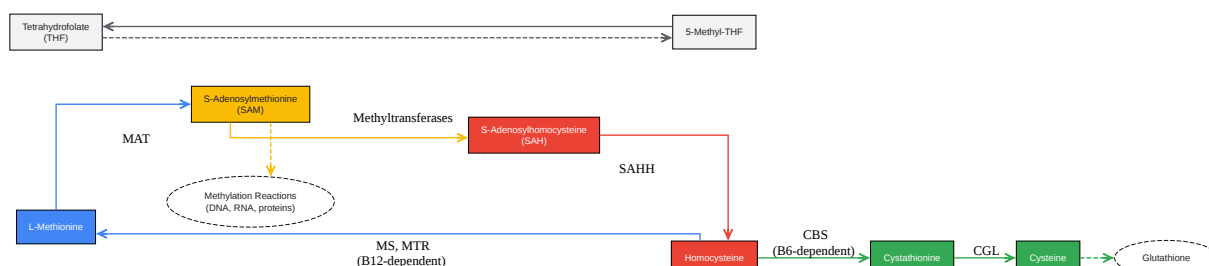 Tetrahydrofolate
(THF)
5-Methyl-THF
S-Adenosylmethionine
(SAM)
Methyltransferases
S-Adenosylhomocysteine
(SAH)
MAT
SAHH
Methylation Reactions
(DNA, RNA, proteins)
L-Methionine
MS, MTR
(B12-dependent)
Homocysteine
CBS
(B6-dependent)
Cystathionine
CGL
Cysteine
Glutathione